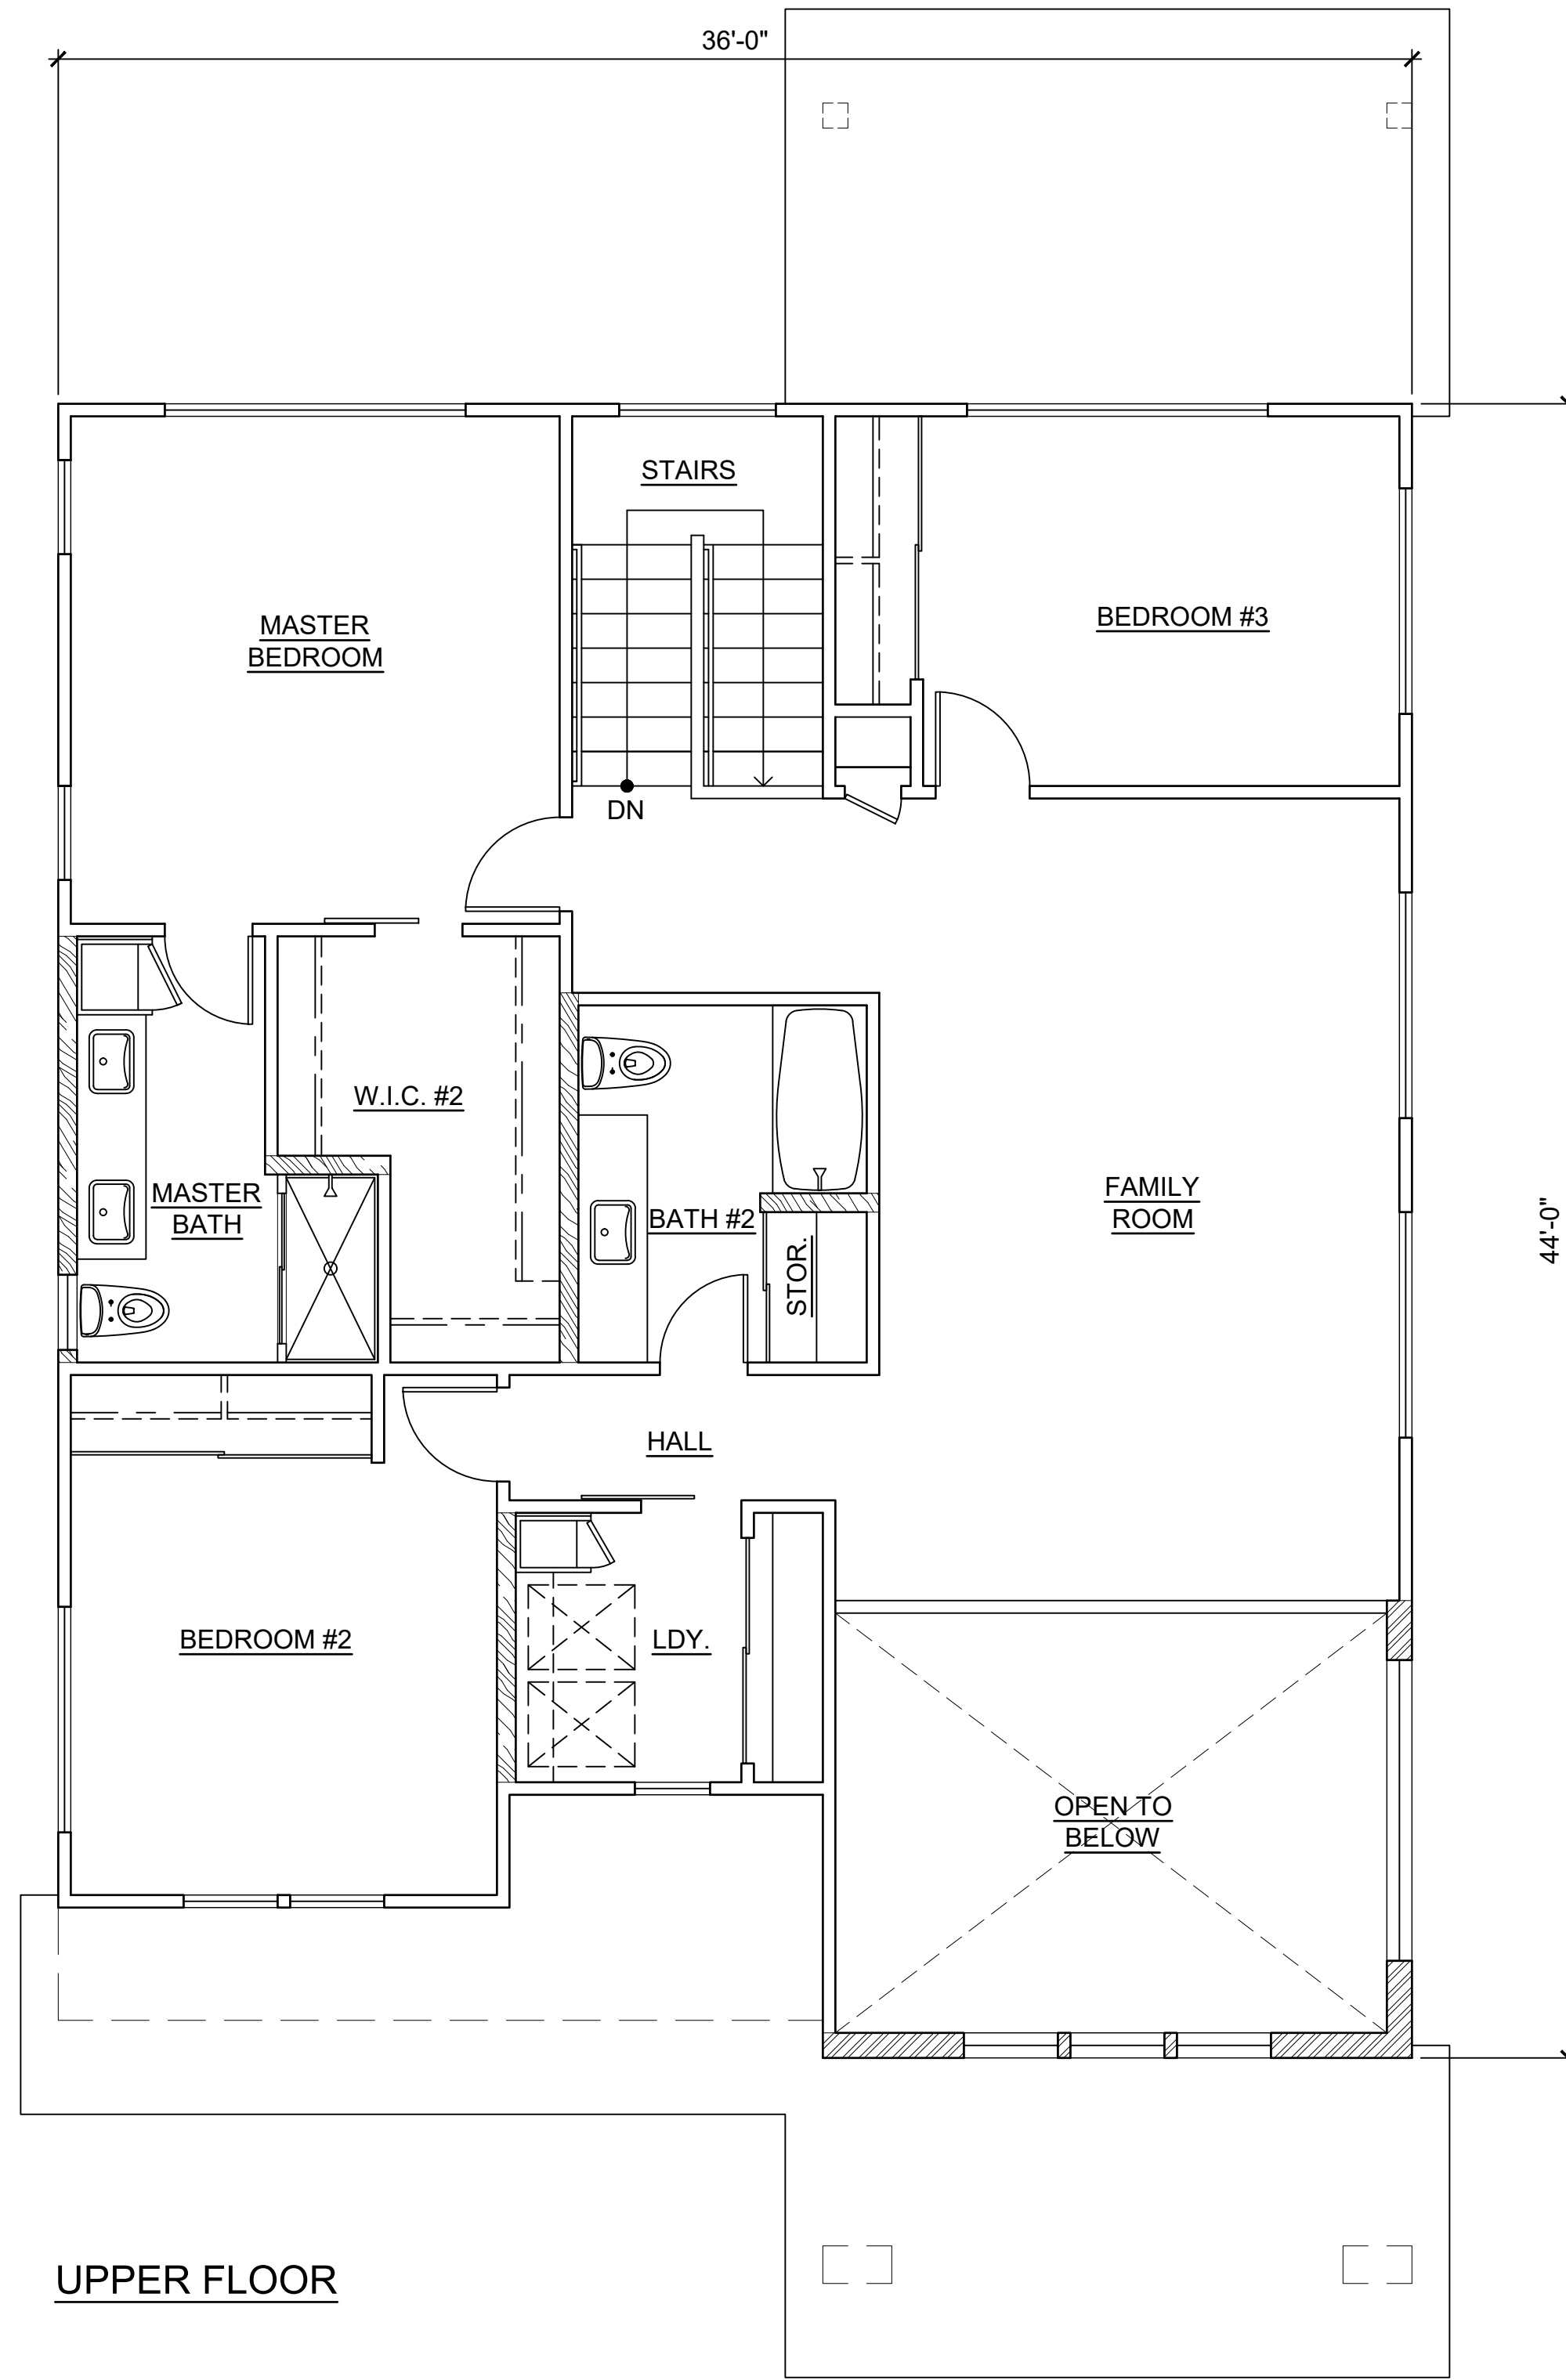 36'-0"
STAIRS
BEDROOM #3
MASTER
BEDROOM
DN
W.I.C. #2
MASTER
BATH
BATH #2
STOR.
FAMILY
ROOM
44'-0"
HALL
BEDROOM #2
LDY.
OPEN TO
BELOW
UPPER FLOOR